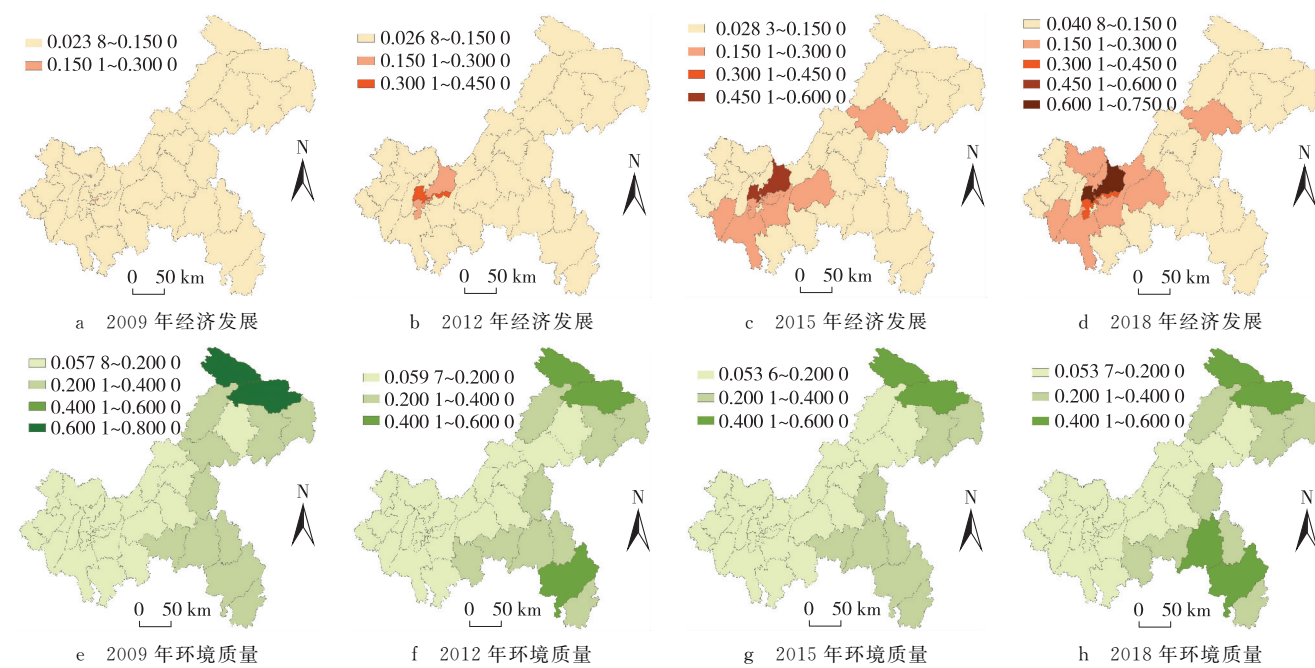 0.023 8~0.150 0
0.150 1~0.300 0
N
0 50 km
a 2009 年经济发展
0.026 8~0.150 0
0.150 1~0.300 0
0.300 1~0.450 0
N
0 50 km
b 2012 年经济发展
0.028 3~0.150 0
0.150 1~0.300 0
0.300 1~0.450 0
0.450 1~0.600 0
N
0 50 km
c 2015 年经济发展
0.040 8~0.150 0
0.150 1~0.300 0
0.300 1~0.450 0
0.450 1~0.600 0
0.600 1~0.750 0
N
0 50 km
d 2018 年经济发展
0.057 8~0.200 0
0.200 1~0.400 0
0.400 1~0.600 0
0.600 1~0.800 0
N
0 50 km
e 2009 年环境质量
0.059 7~0.200 0
0.200 1~0.400 0
0.400 1~0.600 0
N
0 50 km
f 2012 年环境质量
0.053 6~0.200 0
0.200 1~0.400 0
0.400 1~0.600 0
N
0 50 km
g 2015 年环境质量
0.053 7~0.200 0
0.200 1~0.400 0
0.400 1~0.600 0
N
0 50 km
h 2018 年环境质量